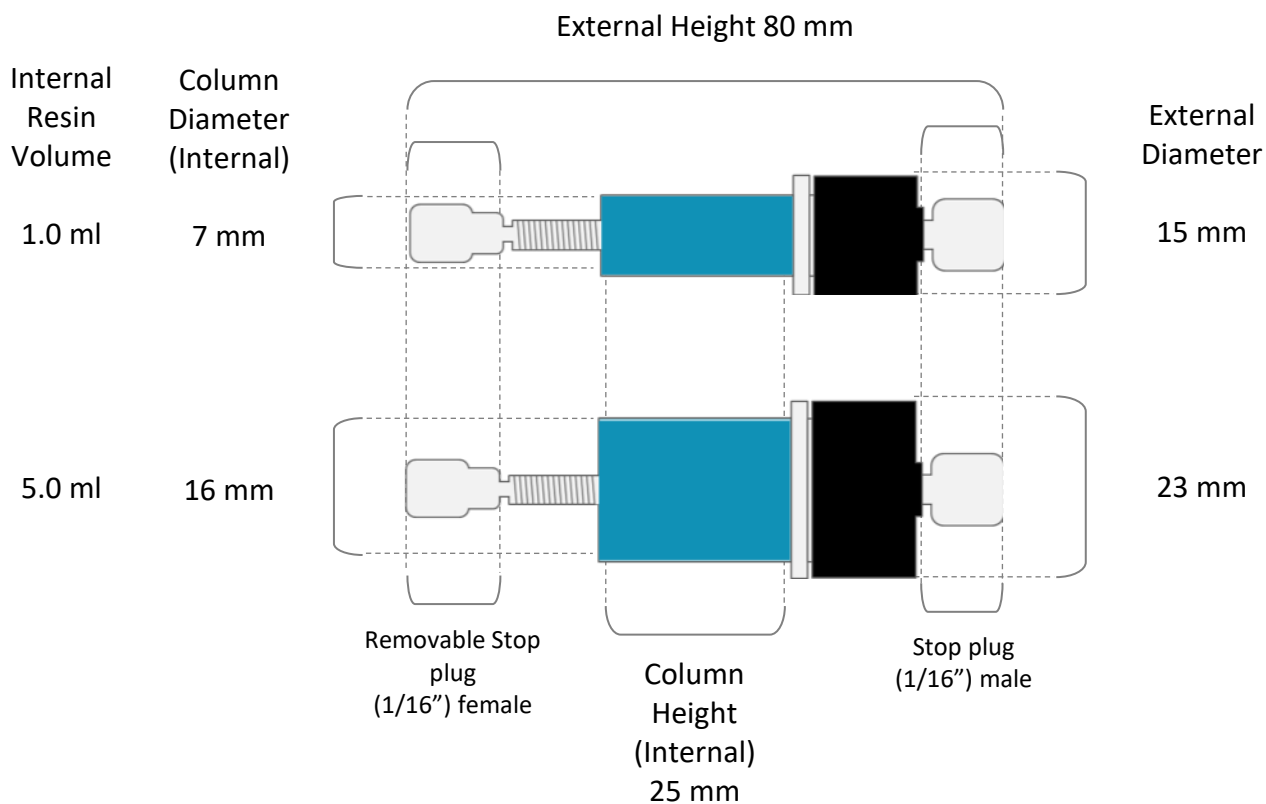 External Height 80 mm
Internal
Resin
Volume
Column
Diameter
(Internal)
External
Diameter
1.0 ml
7 mm
15 mm
5.0 ml
16 mm
23 mm
Removable Stop
plug
(1/16”) female
Column
Height
(Internal)
25 mm
Stop plug
(1/16”) male